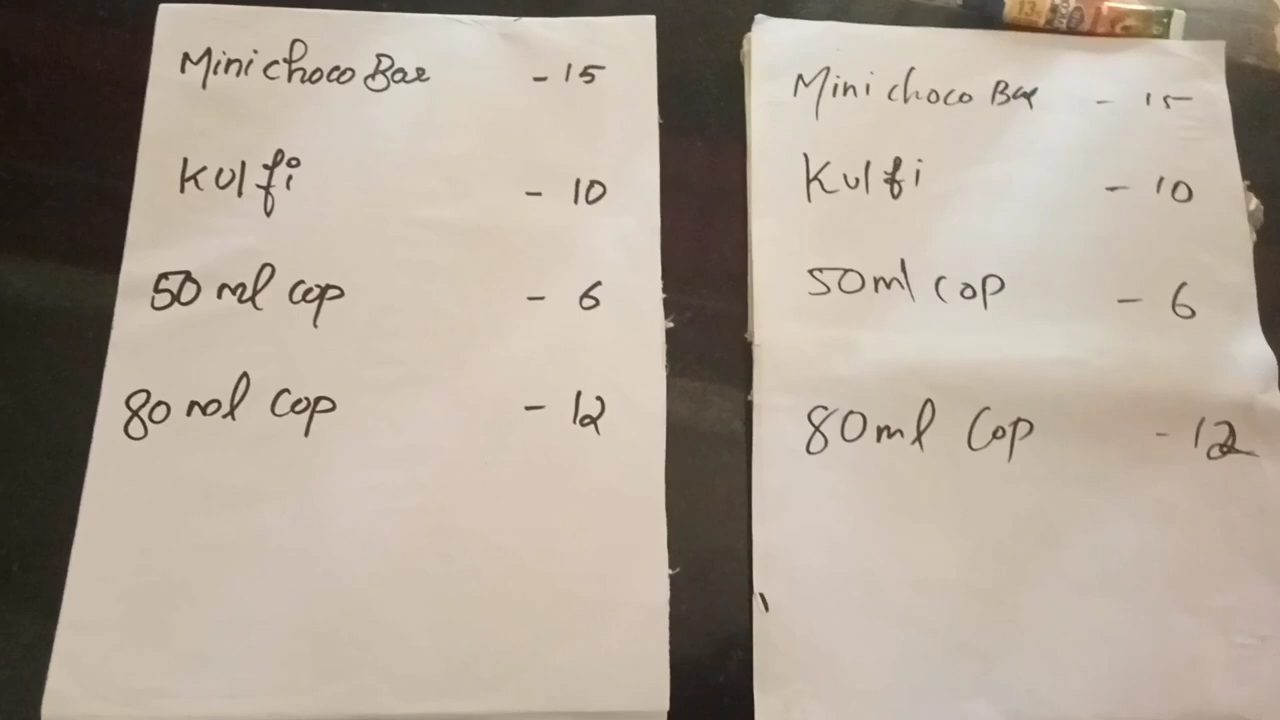 Mini choco Bar - 15
Kulfi - 10
50 ml cop - 6
80 ml cop - 12
13
Mini choco Bar - 15
Kulfi - 10
50ml cop - 6
80ml Cop - 12